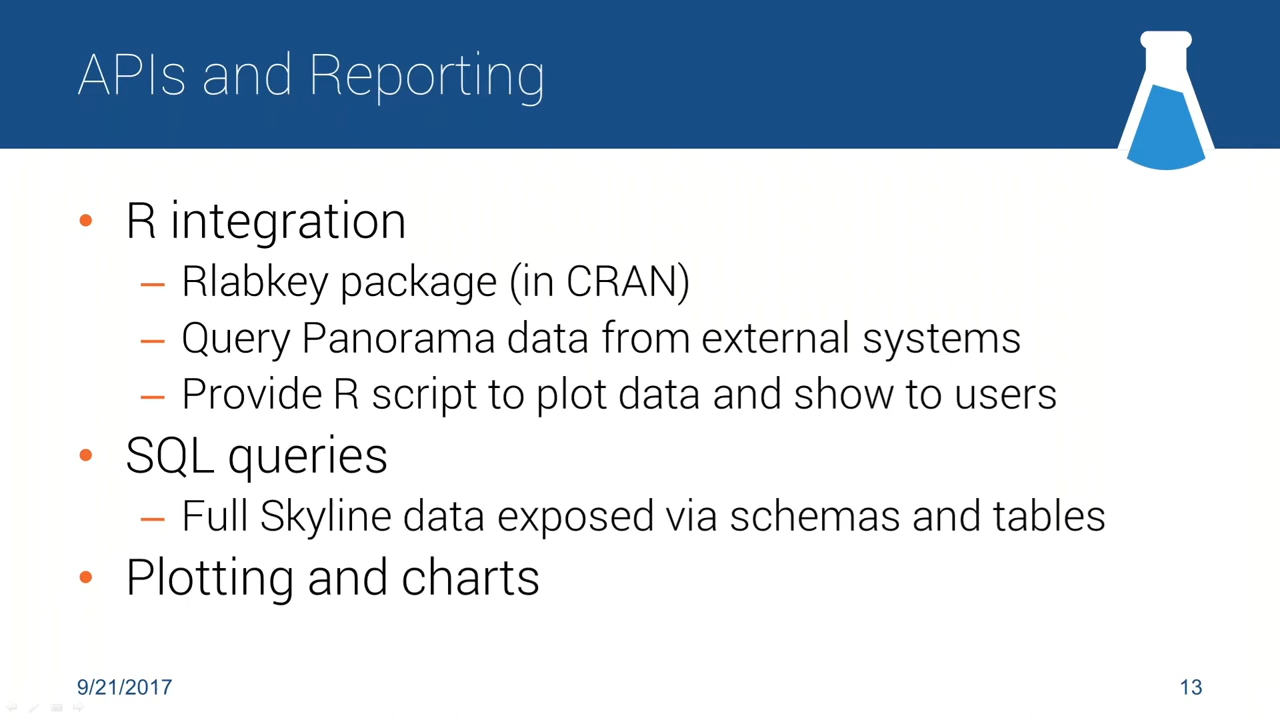 APIs and Reporting
• R integration
– Rlabkey package (in CRAN)
– Query Panorama data from external systems
– Provide R script to plot data and show to users
• SQL queries
– Full Skyline data exposed via schemas and tables
• Plotting and charts
9/21/2017
13